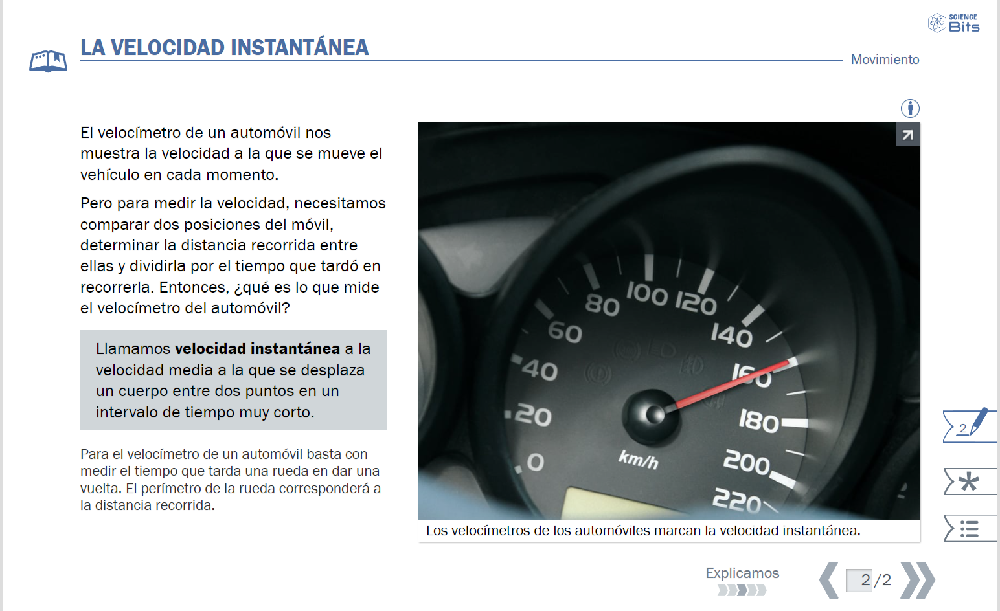 SCIENCE
Bits
LA VELOCIDAD INSTANTÁNEA
Movimiento
El velocímetro de un automóvil nos
muestra la velocidad a la que se mueve el
vehículo en cada momento.
Pero para medir la velocidad, necesitamos
comparar dos posiciones del móvil,
determinar la distancia recorrida entre
ellas y dividirla por el tiempo que tardó en
recorrerla. Entonces, ¿qué es lo que mide
el velocímetro del automóvil?
Llamamos velocidad instantánea a la
velocidad media a la que se desplaza
un cuerpo entre dos puntos en un
intervalo de tiempo muy corto.
Para el velocímetro de un automóvil basta con
medir el tiempo que tarda una rueda en dar una
vuelta. El perímetro de la rueda corresponderá a
la distancia recorrida.
0
20
40
60
80
100
120
140
160
180
200
220
km/h
Los velocímetros de los automóviles marcan la velocidad instantánea.
2
Explicamos
2 /2